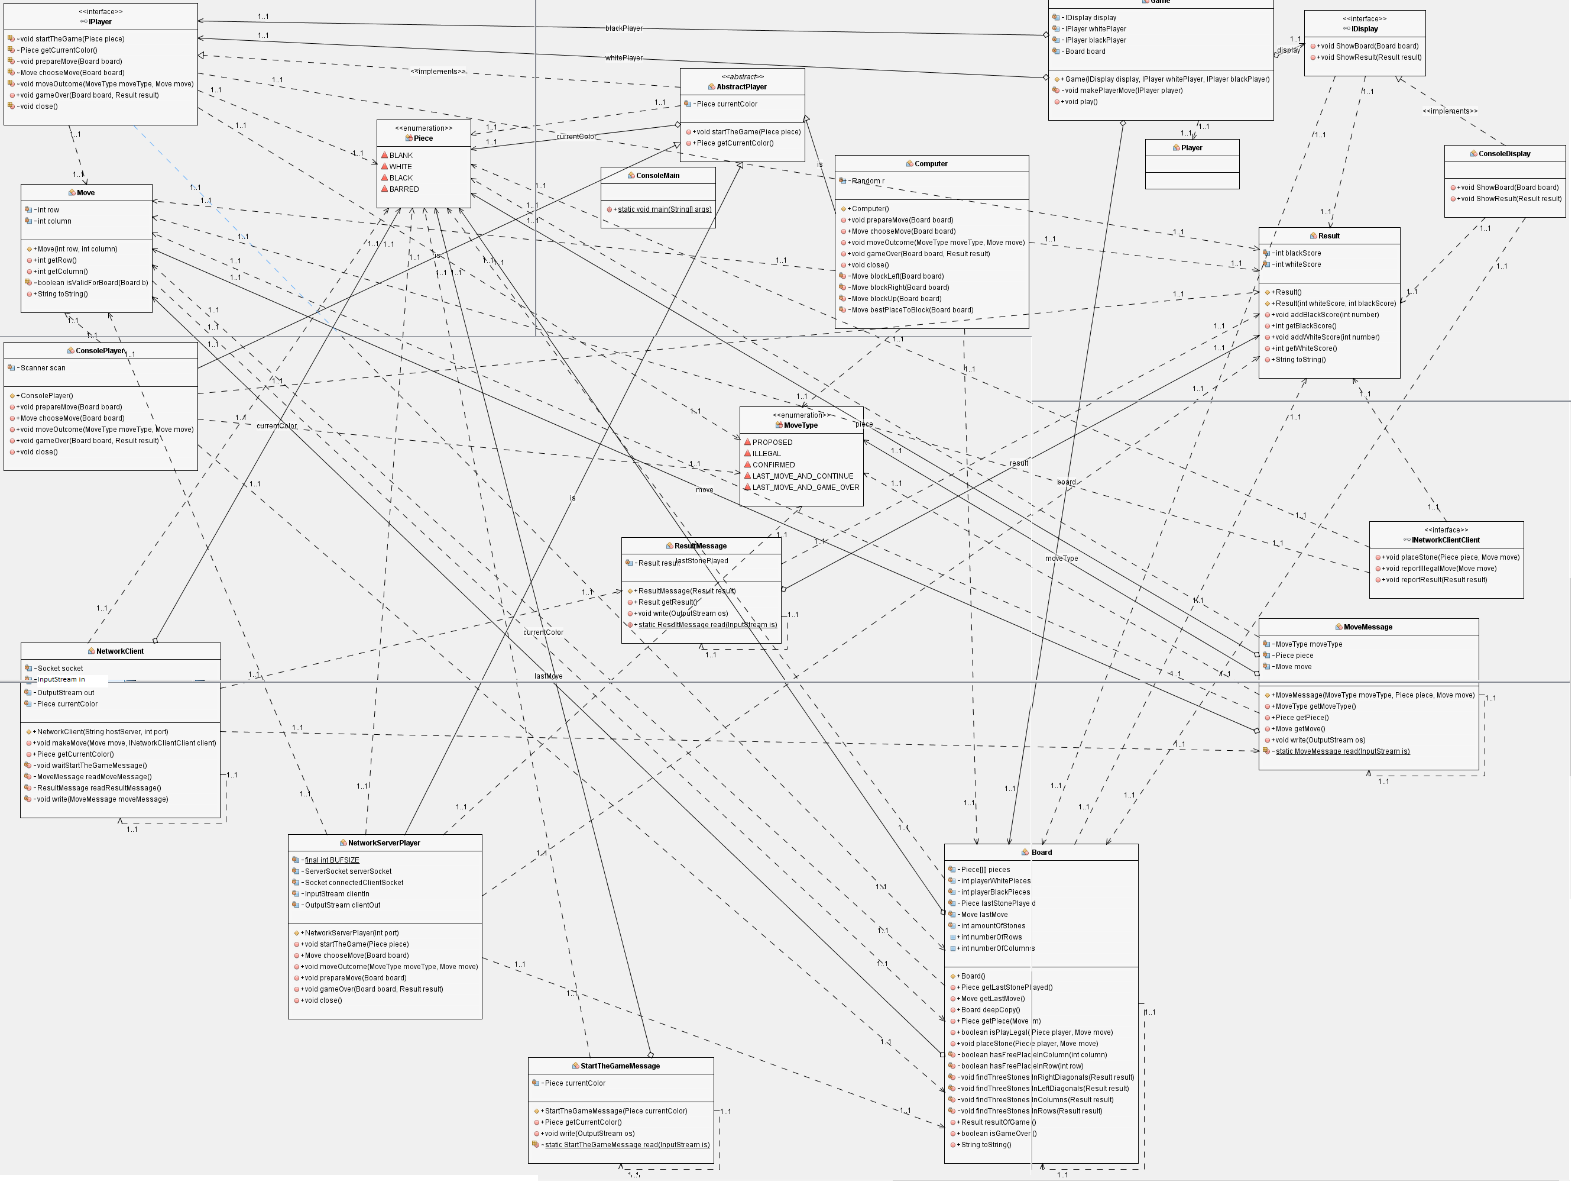 <<interface>>
IPlayer
-void startTheGame(Piece piece)
-Piece getCurrentColor()
-void prepareMove(Board board)
-Move chooseMove(Board board)
-void moveOutcome(MoveType moveType, Move move)
+void gameOver(Board board, Result result)
-void close()
1..1
blackPlayer
1..1
whitePlayer
<<implements>>
Game
-IDisplay display
-IPlayer whitePlayer
-IPlayer blackPlayer
-Board board
+Game(IDisplay display, IPlayer whitePlayer, IPlayer blackPlayer)
-void makePlayerMove(IPlayer player)
+void play()
1..1
display
<<interface>>
IDisplay
+void ShowBoard(Board board)
+void ShowResult(Result result)
<<implements>>
<<abstract>>
AbstractPlayer
-Piece currentColor
+void startTheGame(Piece piece)
+Piece getCurrentColor()
<<enumeration>>
Piece
BLANK
WHITE
BLACK
BARRED
currentColor
is
ConsoleMain
+static void main(String[] args)
Player
ConsoleDisplay
+void ShowBoard(Board board)
+void ShowResult(Result result)
Computer
-Random r
+Computer()
+void prepareMove(Board board)
+Move chooseMove(Board board)
+void moveOutcome(MoveType moveType, Move move)
+void gameOver(Board board, Result result)
+void close()
-Move blockLeft(Board board)
-Move blockRight(Board board)
-Move blockUp(Board board)
-Move bestPlaceToBlock(Board board)
Move
-int row
-int column
+Move(int row, int column)
+int getRow()
+int getColumn()
-boolean isValidForBoard(Board b)
+String toString()
Result
-int blackScore
-int whiteScore
+Result()
+Result(int whiteScore, int blackScore)
+void addBlackScore(int number)
+int getBlackScore()
+void addWhiteScore(int number)
+int getWhiteScore()
+String toString()
is
ConsolePlayer
-Scanner scan
+ConsolePlayer()
+void prepareMove(Board board)
+Move chooseMove(Board board)
+void moveOutcome(MoveType moveType, Move move)
+void gameOver(Board board, Result result)
+void close()
currentColor
<<enumeration>>
MoveType
PROPOSED
ILLEGAL
CONFIRMED
LAST_MOVE_AND_CONTINUE
LAST_MOVE_AND_GAME_OVER
piece
result
board
move
is
moveType
<<interface>>
INetworkClientClient
+void placeStone(Piece piece, Move move)
+void reportIllegalMove(Move move)
+void reportResult(Result result)
ResultMessage
-Result result
lastStonePlayed
+ResultMessage(Result result)
+Result getResult()
+void write(OutputStream os)
+static ResultMessage read(InputStream is)
currentColor
lastMove
MoveMessage
-MoveType moveType
-Piece piece
-Move move
+MoveMessage(MoveType moveType, Piece piece, Move move)
+MoveType getMoveType()
+Piece getPiece()
+Move getMove()
+void write(OutputStream os)
-static MoveMessage read(InputStream is)
NetworkClient
-Socket socket
-InputStream in
-OutputStream out
-Piece currentColor
+NetworkClient(String hostServer, int port)
+void makeMove(Move move, INetworkClientClient client)
+Piece getCurrentColor()
-void waitStartTheGameMessage()
-MoveMessage readMoveMessage()
-ResultMessage readResultMessage()
-void write(MoveMessage moveMessage)
NetworkServerPlayer
-final int BUFSIZE
-ServerSocket serverSocket
-Socket connectedClientSocket
-InputStream clientIn
-OutputStream clientOut
+NetworkServerPlayer(int port)
+void startTheGame(Piece piece)
+Move chooseMove(Board board)
+void moveOutcome(MoveType moveType, Move move)
+void prepareMove(Board board)
+void gameOver(Board board, Result result)
+void close()
Board
-Piece[][] pieces
-int playerWhitePieces
-int playerBlackPieces
-Piece lastStonePlayed
-Move lastMove
-int amountOfStones
+int numberOfRows
+int numberOfColumns
+Board()
+Piece getLastStonePlayed()
+Move getLastMove()
+Board deepCopy()
+Piece getPiece(Move m)
+boolean isPlayLegal(Piece player, Move move)
+void placeStone(Piece player, Move move)
-boolean hasFreePlaceInColumn(int column)
-boolean hasFreePlaceInRow(int row)
-void findThreeStonesInRightDiagonals(Result result)
-void findThreeStonesInLeftDiagonals(Result result)
-void findThreeStonesInColumns(Result result)
-void findThreeStonesInRows(Result result)
+Result resultOfGame()
+boolean isGameOver()
+String toString()
StartTheGameMessage
-Piece currentColor
+StartTheGameMessage(Piece currentColor)
+Piece getCurrentColor()
+void write(OutputStream os)
-static StartTheGameMessage read(InputStream is)
1..1